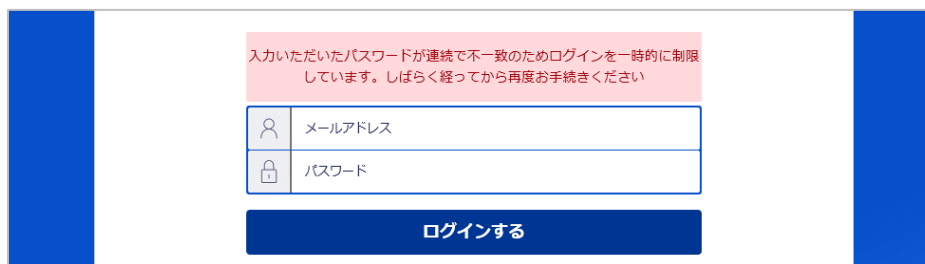 入力いただいたパスワードが連続で不一致のためログインを一時的に制限
しています。しばらく経ってから再度お手続きください
メールアドレス
パスワード
ログインする